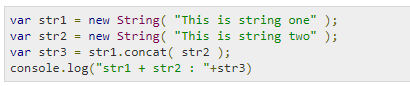 var str1 = new String( "This is string one" );
var str2 = new String( "This is string two" );
var str3 = str1.concat( str2 );
console.log("str1 + str2 : "+str3)